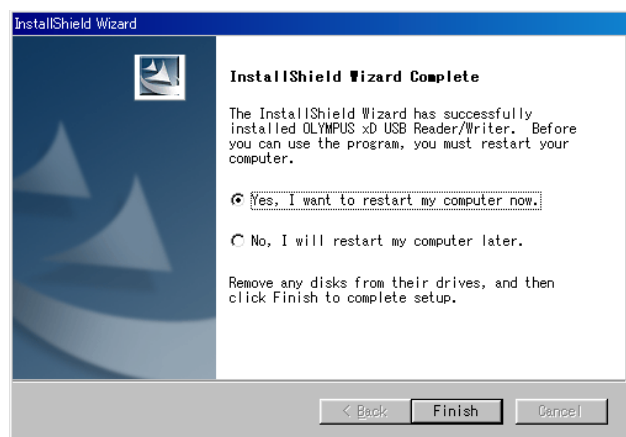 InstallShield Wizard
InstallShield Wizard Complete
The InstallShield Wizard has successfully
installed OLYMPUS xD USB Reader/Writer.  Before
you can use the program, you must restart your
computer.
Yes, I want to restart my computer now.
No, I will restart my computer later.
Remove any disks from their drives, and then
click Finish to complete setup.
< Back Finish Cancel